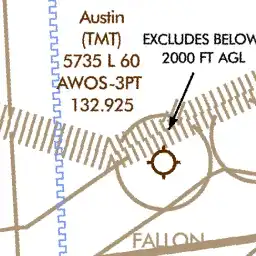 Austin
(TMT)
5735 L 60
AWOS-3PT
132.925
EXCLUDES BELOW
2000 FT AGL
FALLON